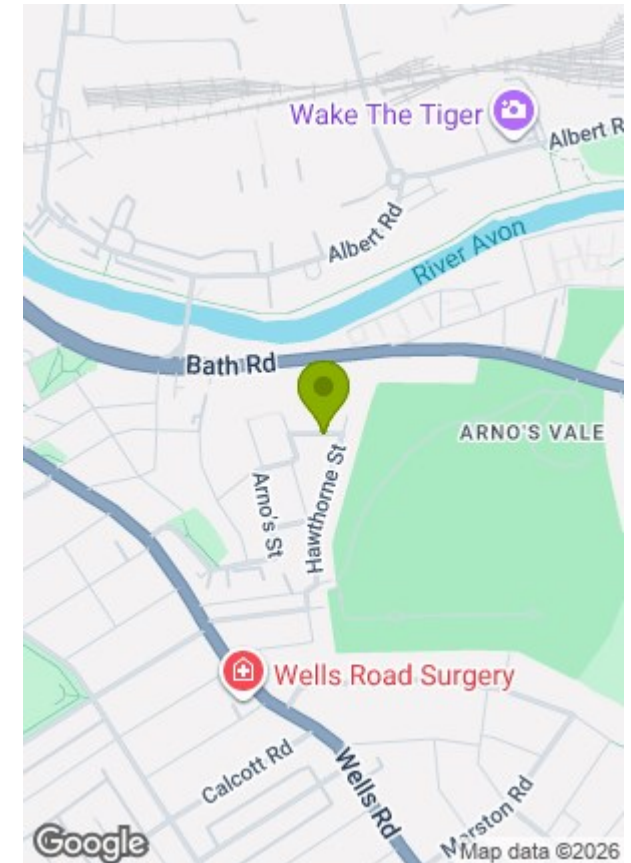 Wake The Tiger
Albert R
Albert Rd
River Avon
Bath Rd
ARNO'S VALE
Arno's St
Hawthorne St
Wells Road Surgery
Calcott Rd
Wells Rd
Marston Rd
Google
Map data ©2026